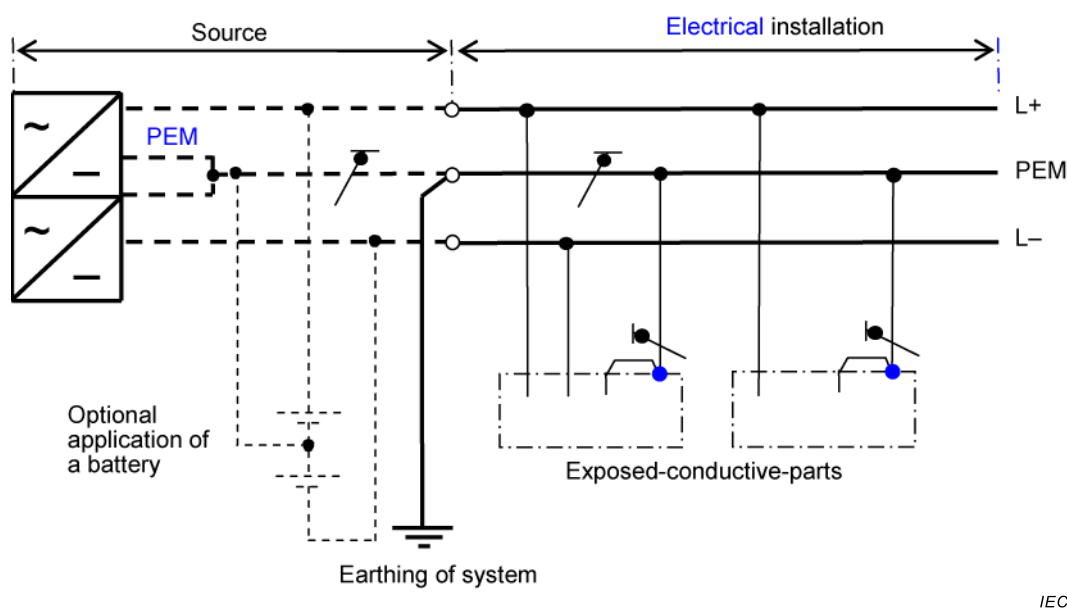 Source
Electrical installation
L+
PEM
PEM
L–
Optional
application of
a battery
Exposed-conductive-parts
Earthing of system
IEC